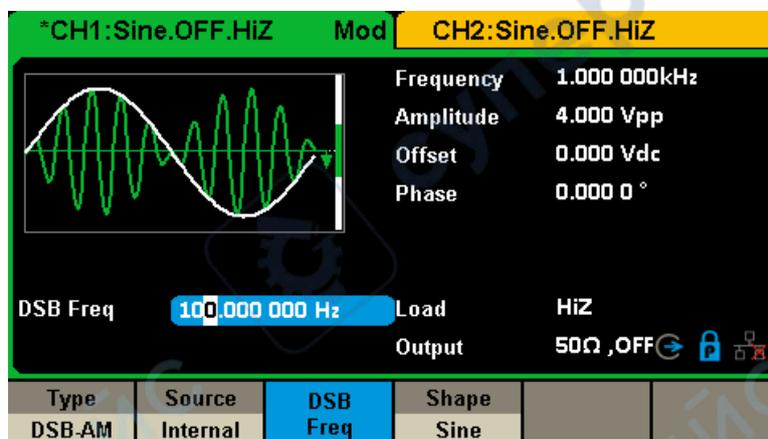 *CH1:Sine.OFF.HiZ Mod CH2:Sine.OFF.HiZ
Frequency 1.000 000kHz
Amplitude 4.000 Vpp
Offset 0.000 Vdc
Phase 0.000 0 °
DSB Freq 100.000 000 Hz Load HiZ
Output 50Ω ,OFF P
Type Source DSB Freq Shape
DSB-AM Internal Sine